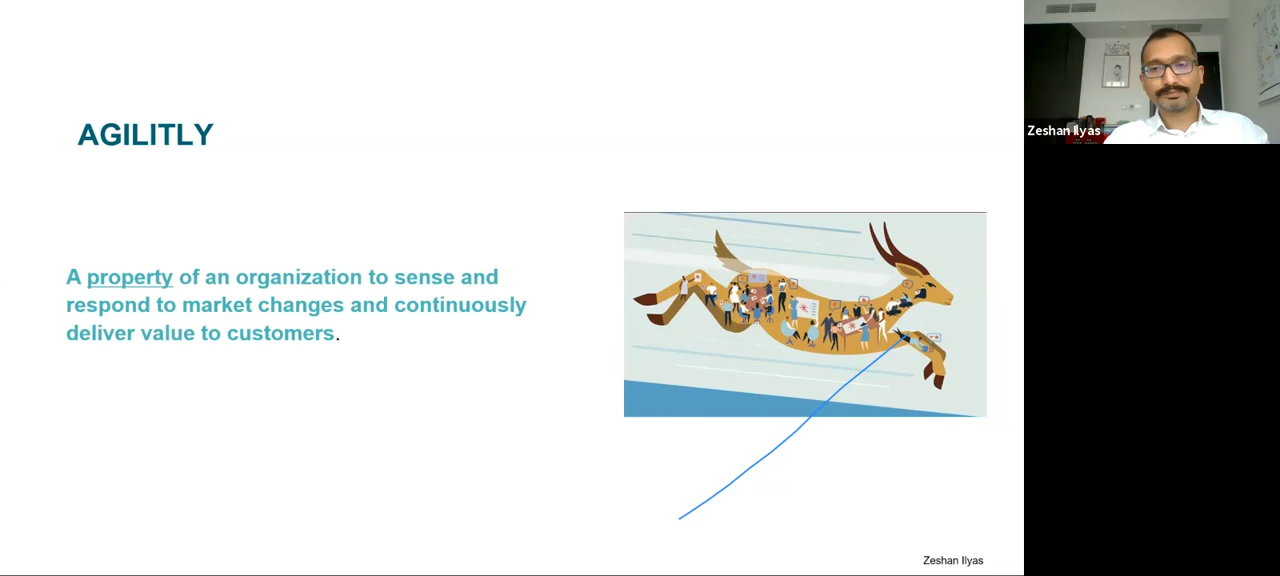 AGILITLY
A property of an organization to sense and
respond to market changes and continuously
deliver value to customers.
Zeshan Ilyas
Zeshan Ilyas